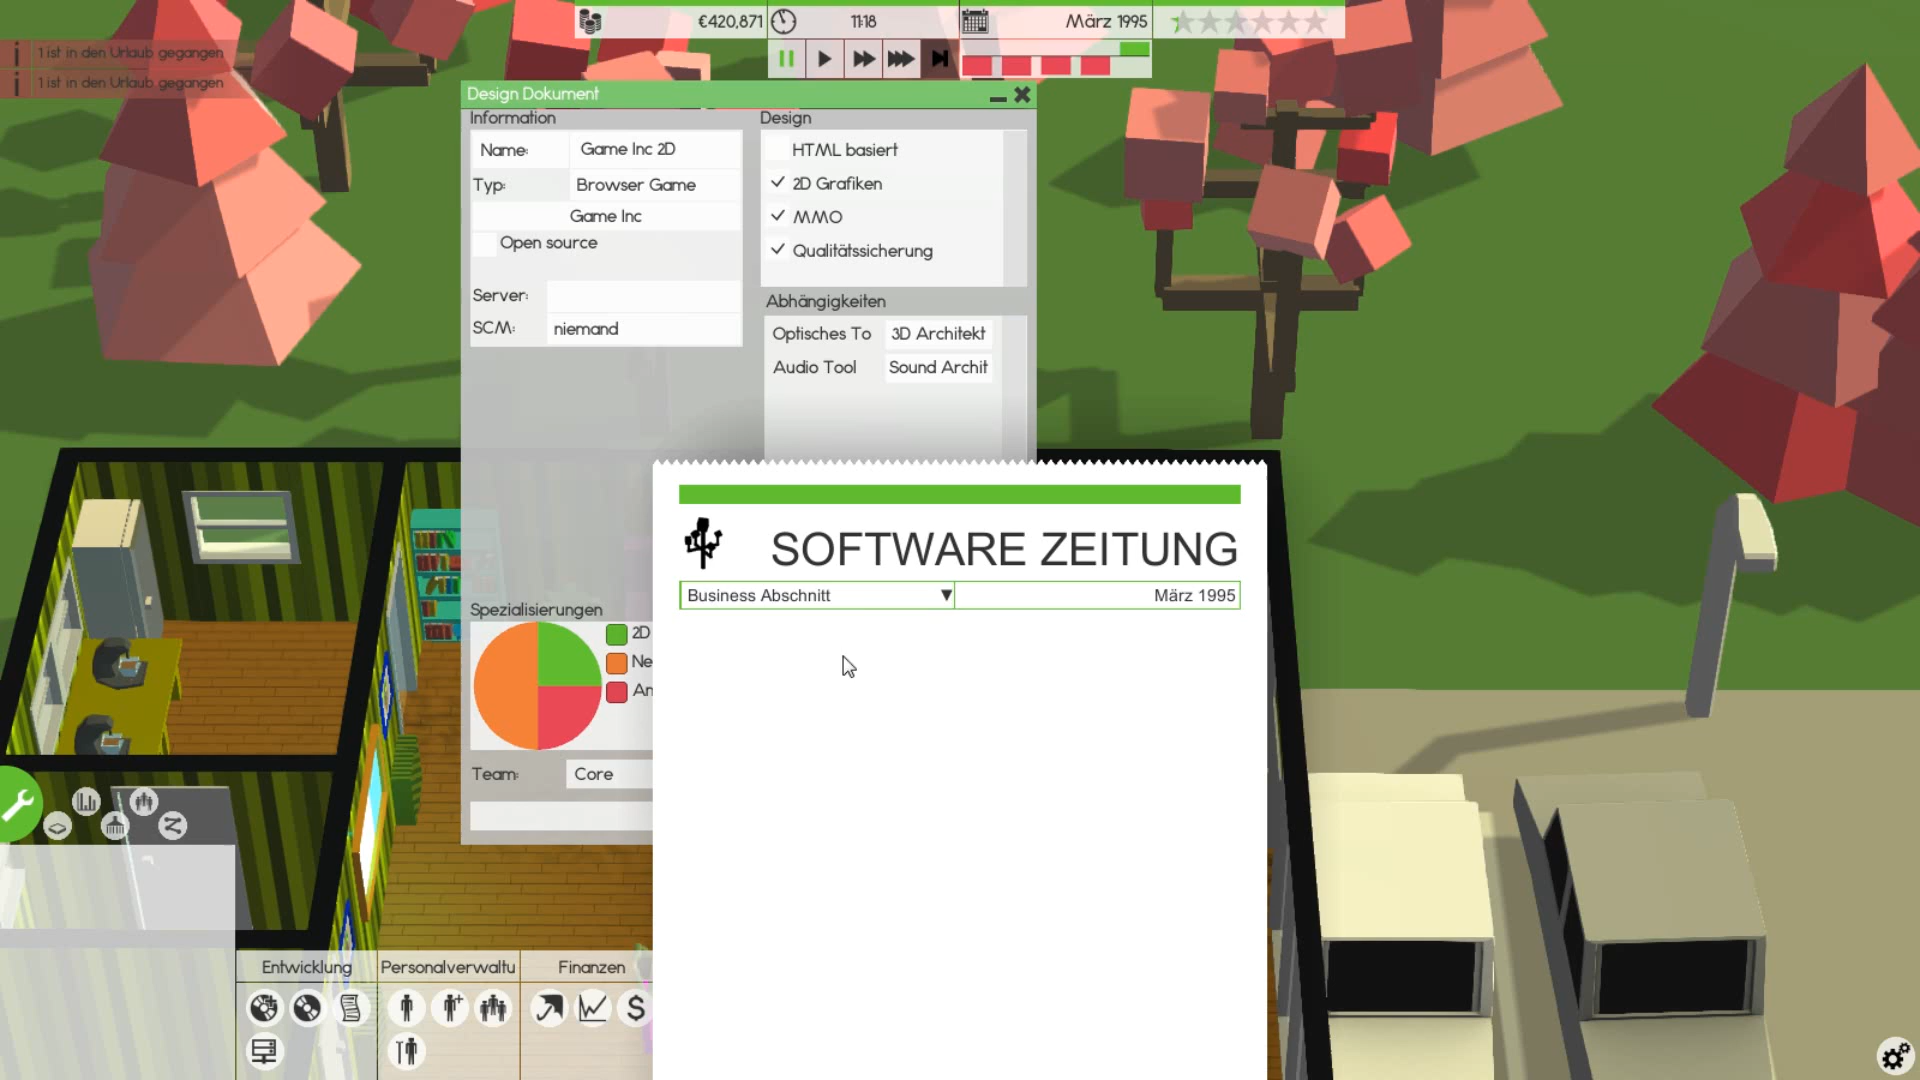 €420,871
11:18
März 1995
1 ist in den Urlaub gegangen
1 ist in den Urlaub gegangen
Design Dokument
Information
Name: Game Inc 2D
Typ: Browser Game
Game Inc
Open source
Server:
SCM: niemand
Design
HTML basiert
2D Grafiken
MMO
Qualitätssicherung
Abhängigkeiten
Optisches To 3D Architekt
Audio Tool Sound Archit
Spezialisierungen
2D
Ne
An
Team: Core
SOFTWARE ZEITUNG
Business Abschnitt
März 1995
Entwicklung
Personalverwaltu
Finanzen